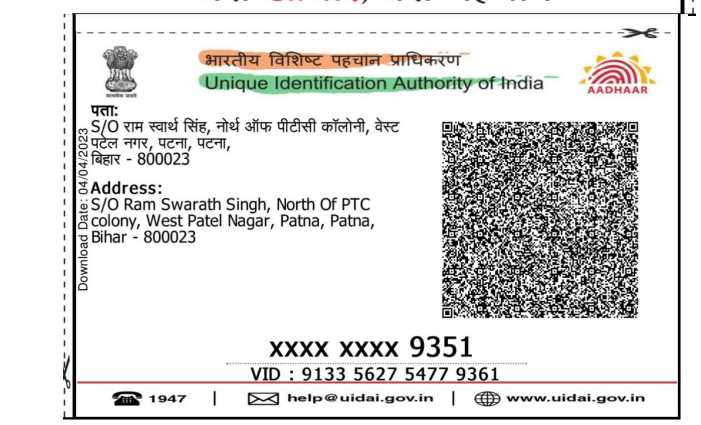 भारतीय विशिष्ट पहचान प्राधिकरण
Unique Identification Authority of India
सत्यमेव जयते
AADHAAR
पता:
S/O राम स्वार्थ सिंह, नोर्थ ऑफ पीटीसी कॉलोनी, वेस्ट
पटेल नगर, पटना, पटना,
बिहार - 800023
Address:
S/O Ram Swarath Singh, North Of PTC
colony, West Patel Nagar, Patna, Patna,
Bihar - 800023
Download Date: 04/04/2023
xxxx xxxx 9351
VID : 9133 5627 5477 9361
1947 | help@uidai.gov.in | www.uidai.gov.in